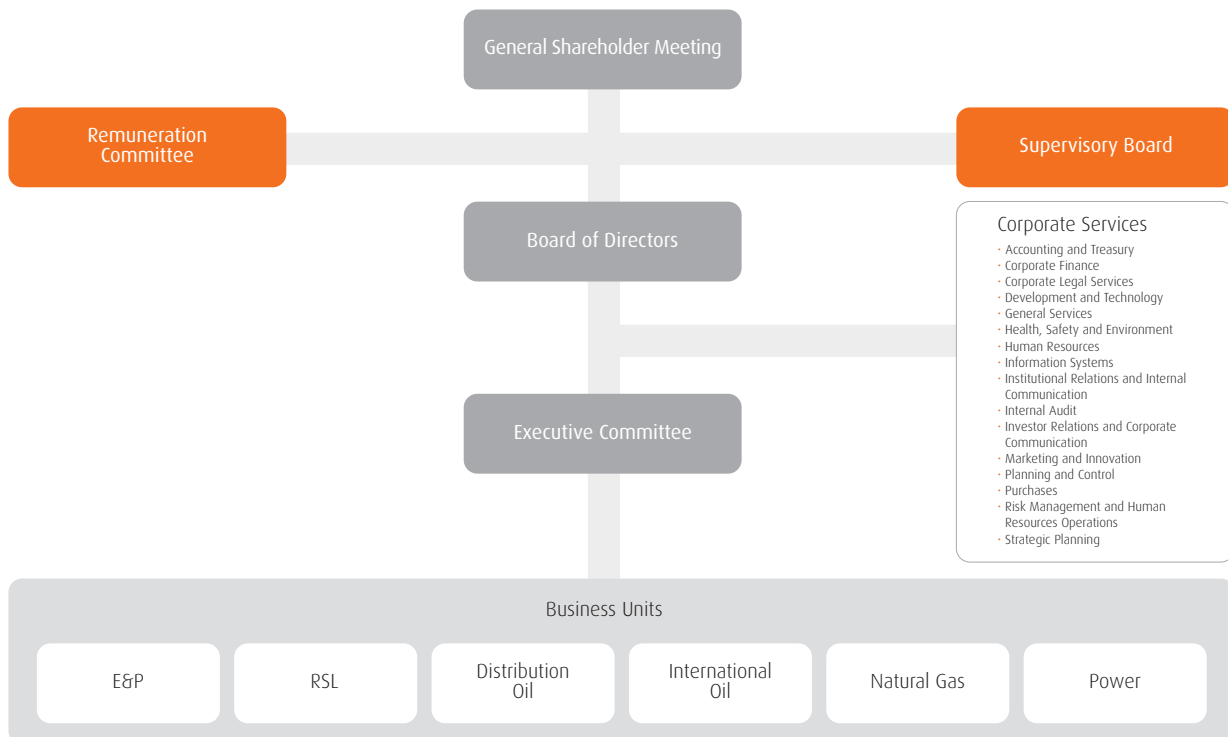 General Shareholder Meeting
Remuneration
Committee
Supervisory Board
Board of Directors
Corporate Services
· Accounting and Treasury
· Corporate Finance
· Corporate Legal Services
· Development and Technology
· General Services
· Health, Safety and Environment
· Human Resources
· Information Systems
· Institutional Relations and Internal
Communication
· Internal Audit
· Investor Relations and Corporate
Communication
· Marketing and Innovation
· Planning and Control
· Purchases
· Risk Management and Human
Resources Operations
· Strategic Planning
Executive Committee
Business Units
E&P
RSL
Distribution
Oil
International
Oil
Natural Gas
Power